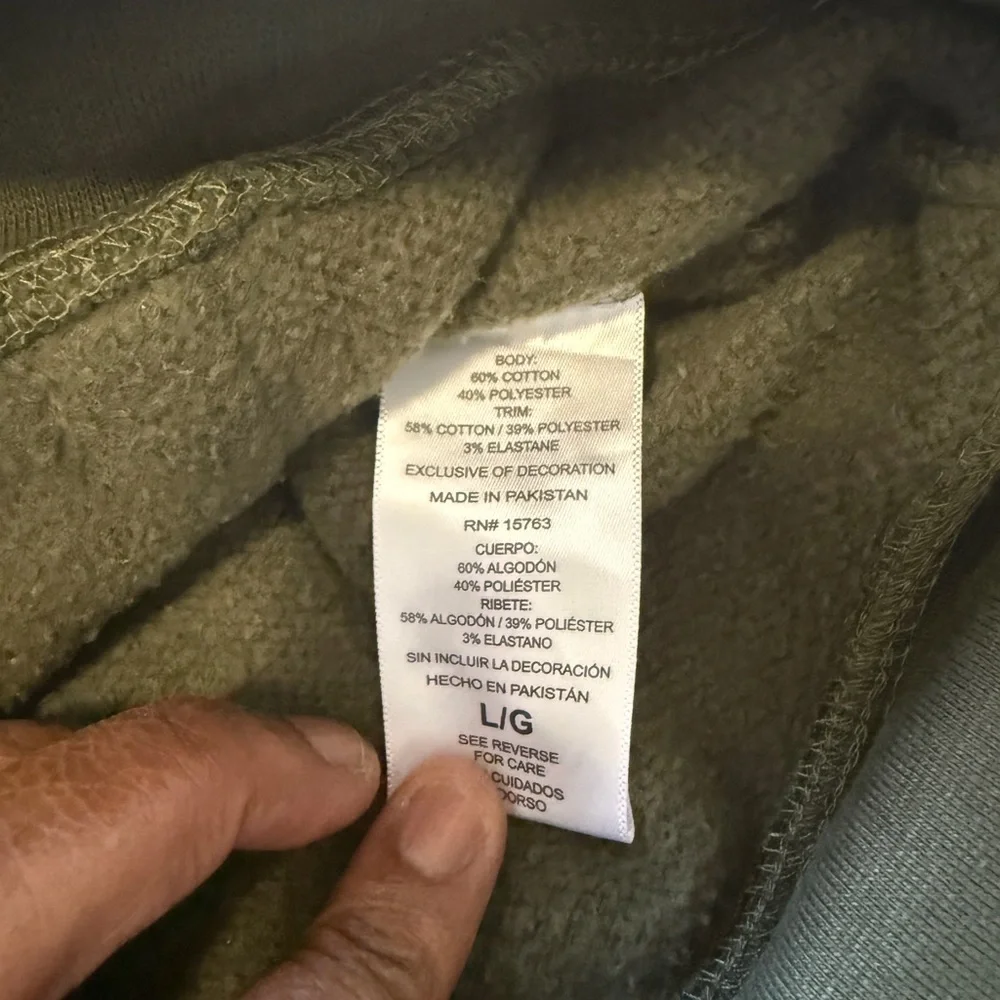 BODY:
60% COTTON
40% POLYESTER
TRIM:
58% COTTON / 39% POLYESTER
3% ELASTANE
EXCLUSIVE OF DECORATION
MADE IN PAKISTAN
RN# 15763
CUERPO:
60% ALGODÓN
40% POLIÉSTER
RIBETE:
58% ALGODÓN / 39% POLIÉSTER
3% ELASTANO
SIN INCLUIR LA DECORACIÓN
HECHO EN PAKISTÁN
L/G
SEE REVERSE
FOR CARE
CUIDADOS